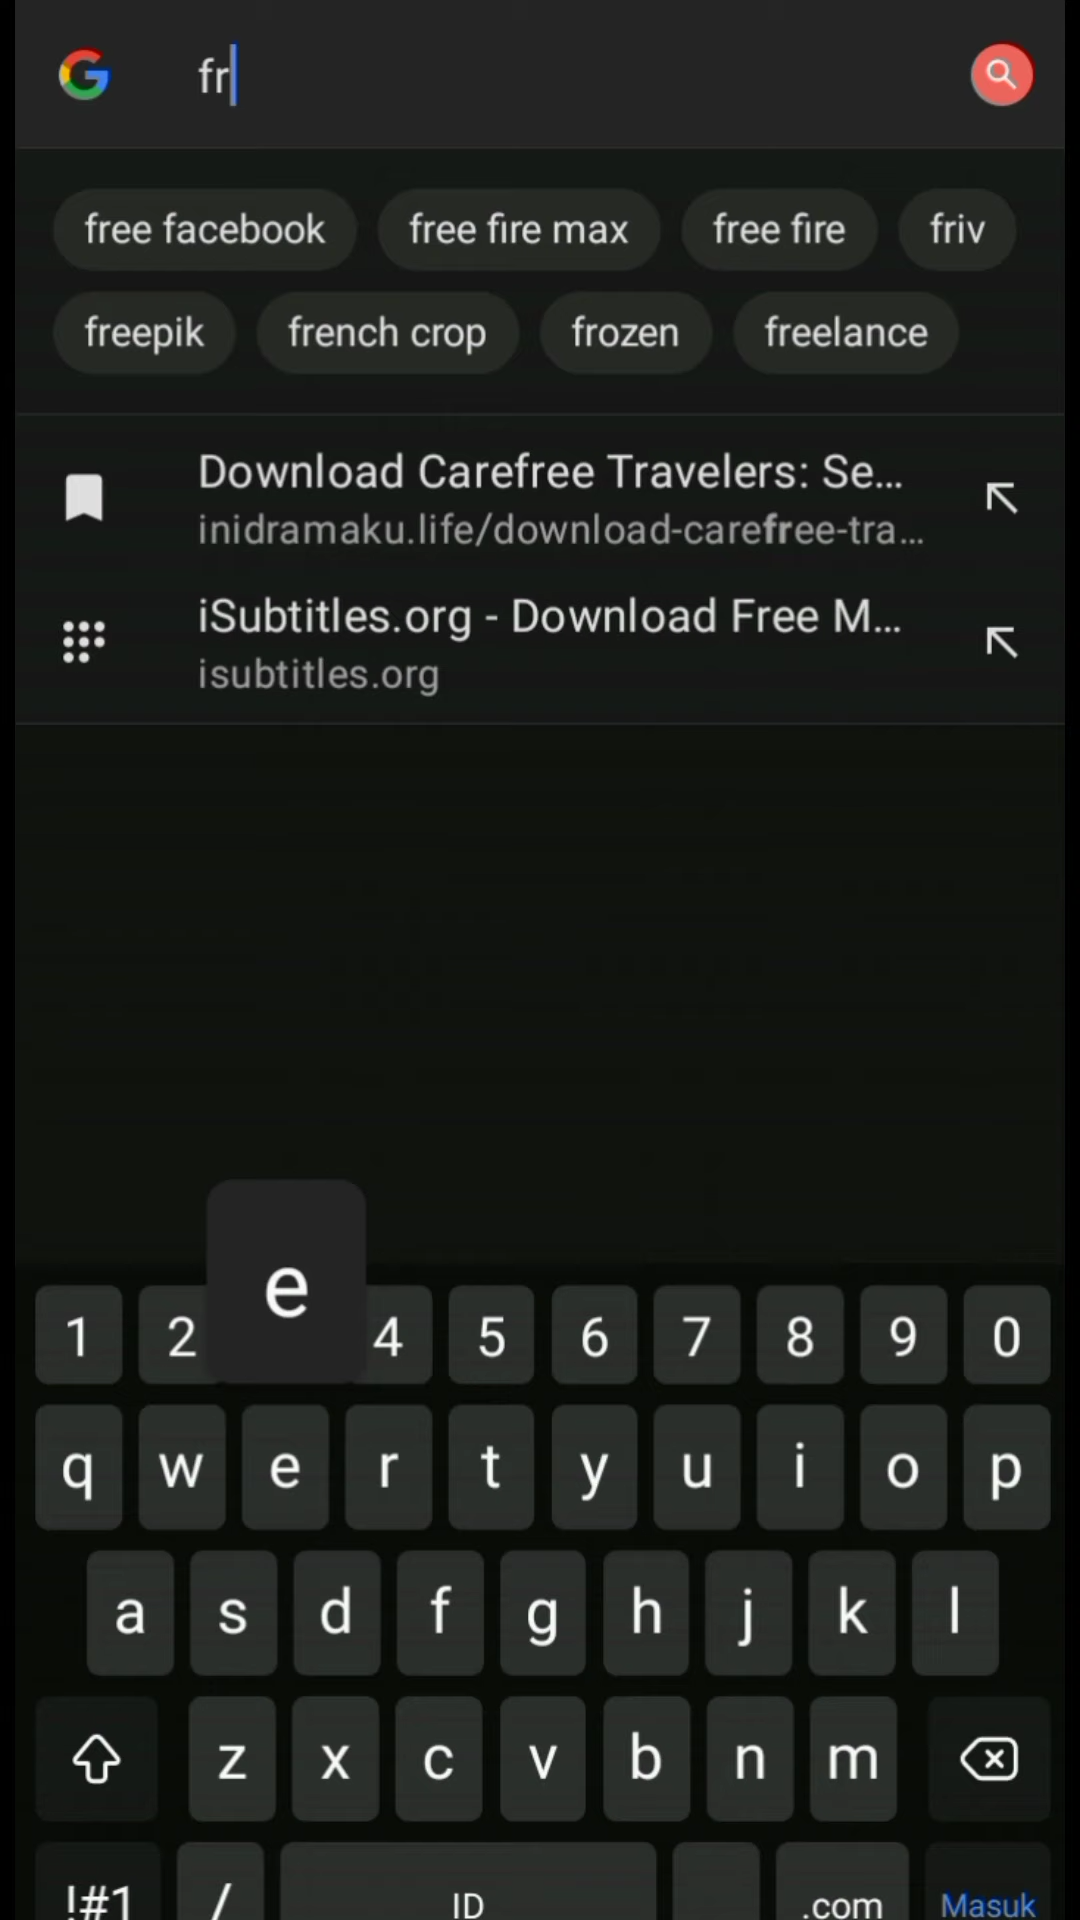 fr
free facebook free fire max free fire friv
freepik french crop frozen freelance
Download Carefree Travelers: Se...
inidramaku.life/download-carefree-tra...
iSubtitles.org - Download Free M...
isubtitles.org
e
1 2 4 5 6 7 8 9 0
q w e r t y u i o p
a s d f g h j k l
z x c v b n m
!#1 / ID .com Masuk